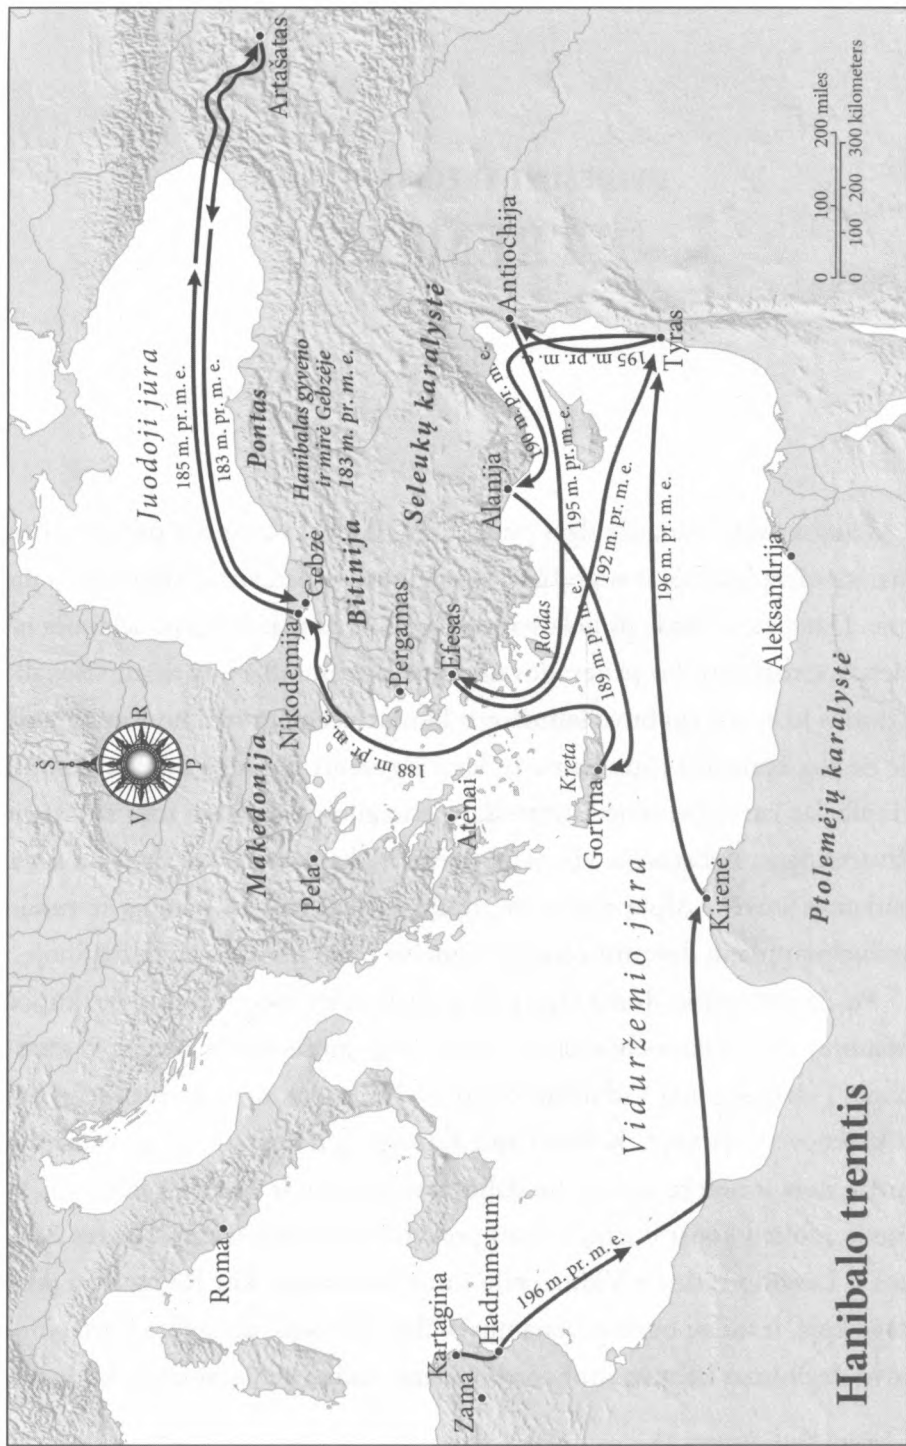 Hanibalo tremtis
Roma
Kartagina
Hadrumetum
Zama
196 m. pr. m. e.
Viduržemio jūra
Kirenė
Ptolemėjų karalystė
Aleksandrija
196 m. pr. m. e.
Tyras
195 m. pr. m. e.
Antiochija
190 m. pr. m. e.
195 m. pr. m. e.
192 m. pr. m. e.
Alanija
Seleukų karalystė
189 m. pr. m. e.
Rodas
Kreta
Gortyna
Atėnai
Efesas
Pergamas
188 m. pr. m. e.
Makedonija
Pela
Š
V
R
P
Nikodemija
Gebzė
Bitinija
Hanibalas gyveno
ir mirė Gebzėje
183 m. pr. m. e.
Pontas
Juodoji jūra
185 m. pr. m. e.
183 m. pr. m. e.
Artašatas
0 100 200 miles
0 100 200 300 kilometers